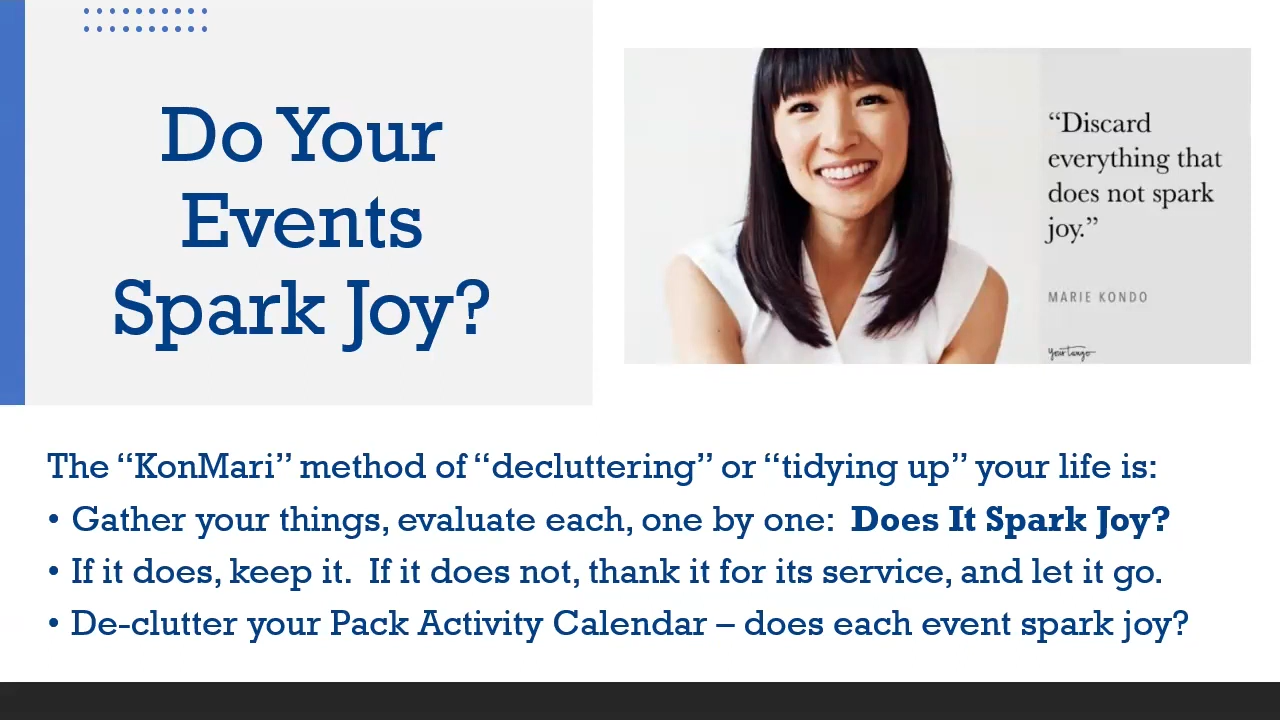 Do Your
Events
Spark Joy?
“Discard
everything that
does not spark
joy.”
MARIE KONDO
YourTango
The “KonMari” method of “decluttering” or “tidying up” your life is:
• Gather your things, evaluate each, one by one:  Does It Spark Joy?
• If it does, keep it.  If it does not, thank it for its service, and let it go.
• De-clutter your Pack Activity Calendar – does each event spark joy?